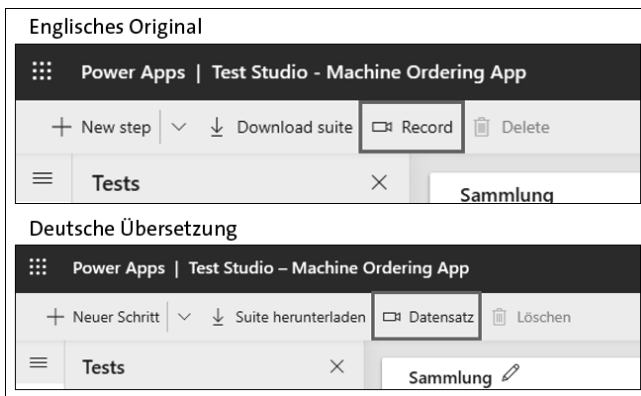 Englisches Original
Power Apps | Test Studio - Machine Ordering App
New step Download suite Record Delete
Tests Sammlung
Deutsche Übersetzung
Power Apps | Test Studio – Machine Ordering App
Neuer Schritt Suite herunterladen Datensatz Löschen
Tests Sammlung